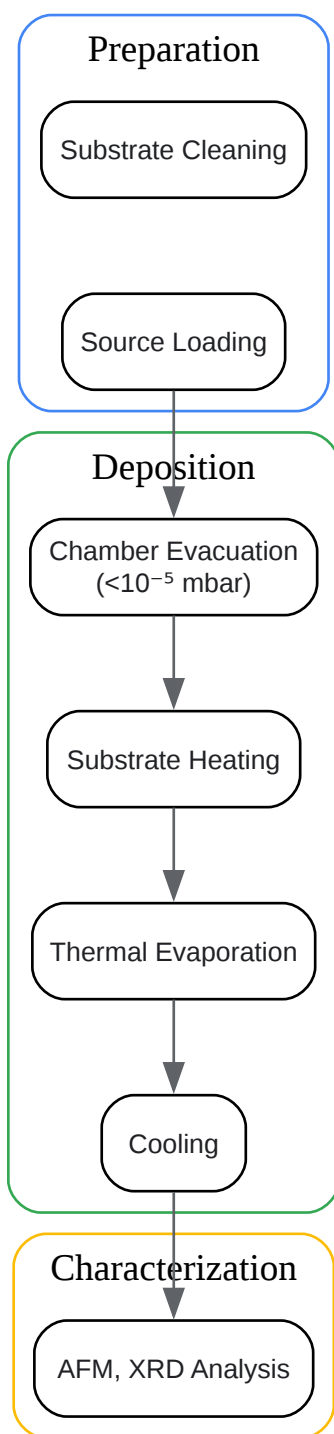 Preparation
Substrate Cleaning
Source Loading
Deposition
Chamber Evacuation
(<10⁻⁵ mbar)
Substrate Heating
Thermal Evaporation
Cooling
Characterization
AFM, XRD Analysis